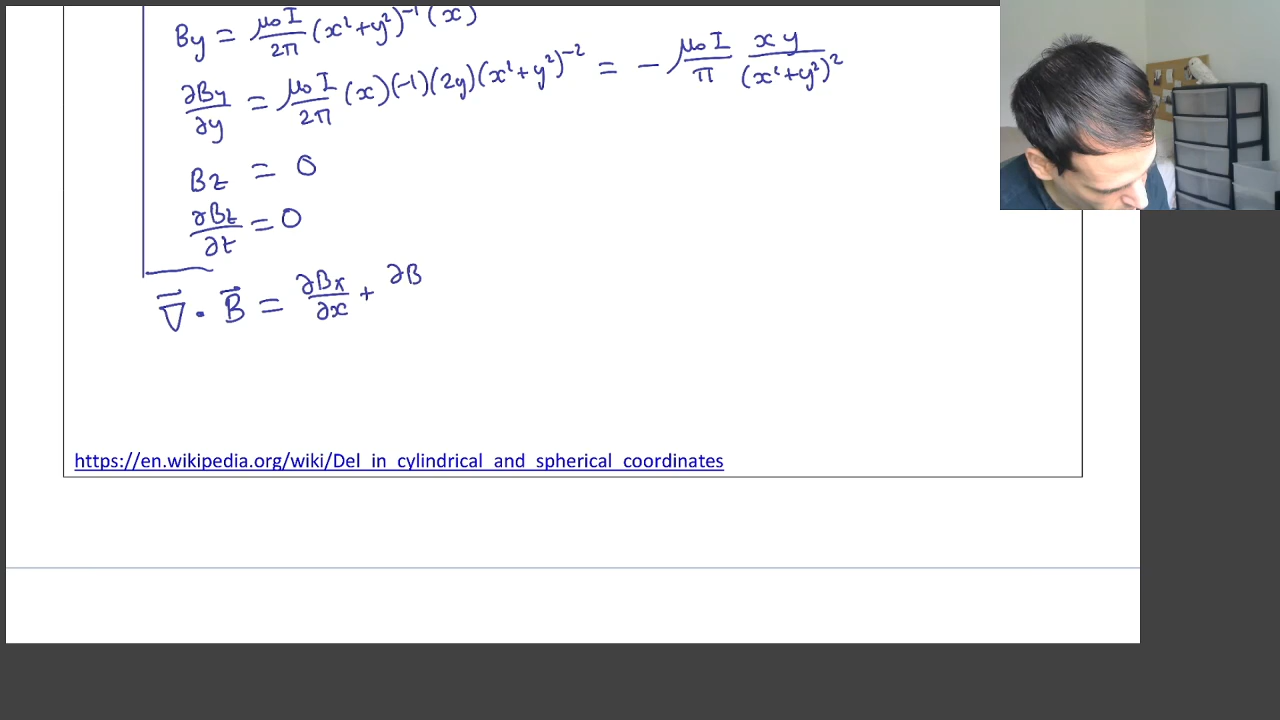 By = μ₀I/2π (x²+y²)⁻¹ (x)
∂By/∂y = μ₀I/2π (x)(-1)(2y)(x²+y²)⁻² = - μ₀I/π xy/(x²+y²)²
Bz = 0
∂Bz/∂z = 0
∇⃗ · B⃗ = ∂Bx/∂x + ∂B
https://en.wikipedia.org/wiki/Del_in_cylindrical_and_spherical_coordinates